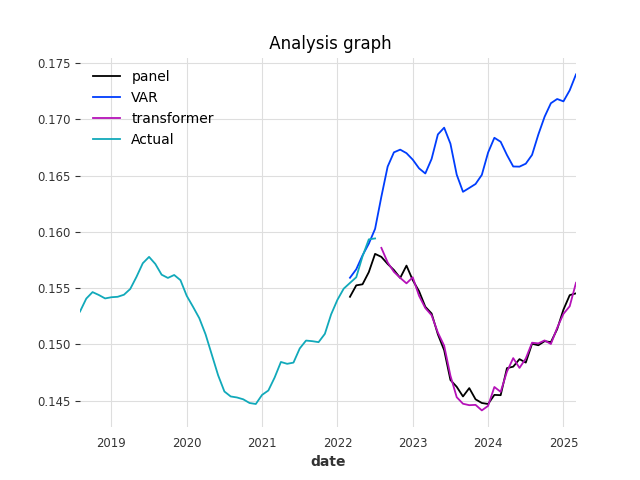 Analysis graph
panel
VAR
transformer
Actual
0.175
0.170
0.165
0.160
0.155
0.150
0.145
2019 2020 2021 2022 2023 2024 2025
date